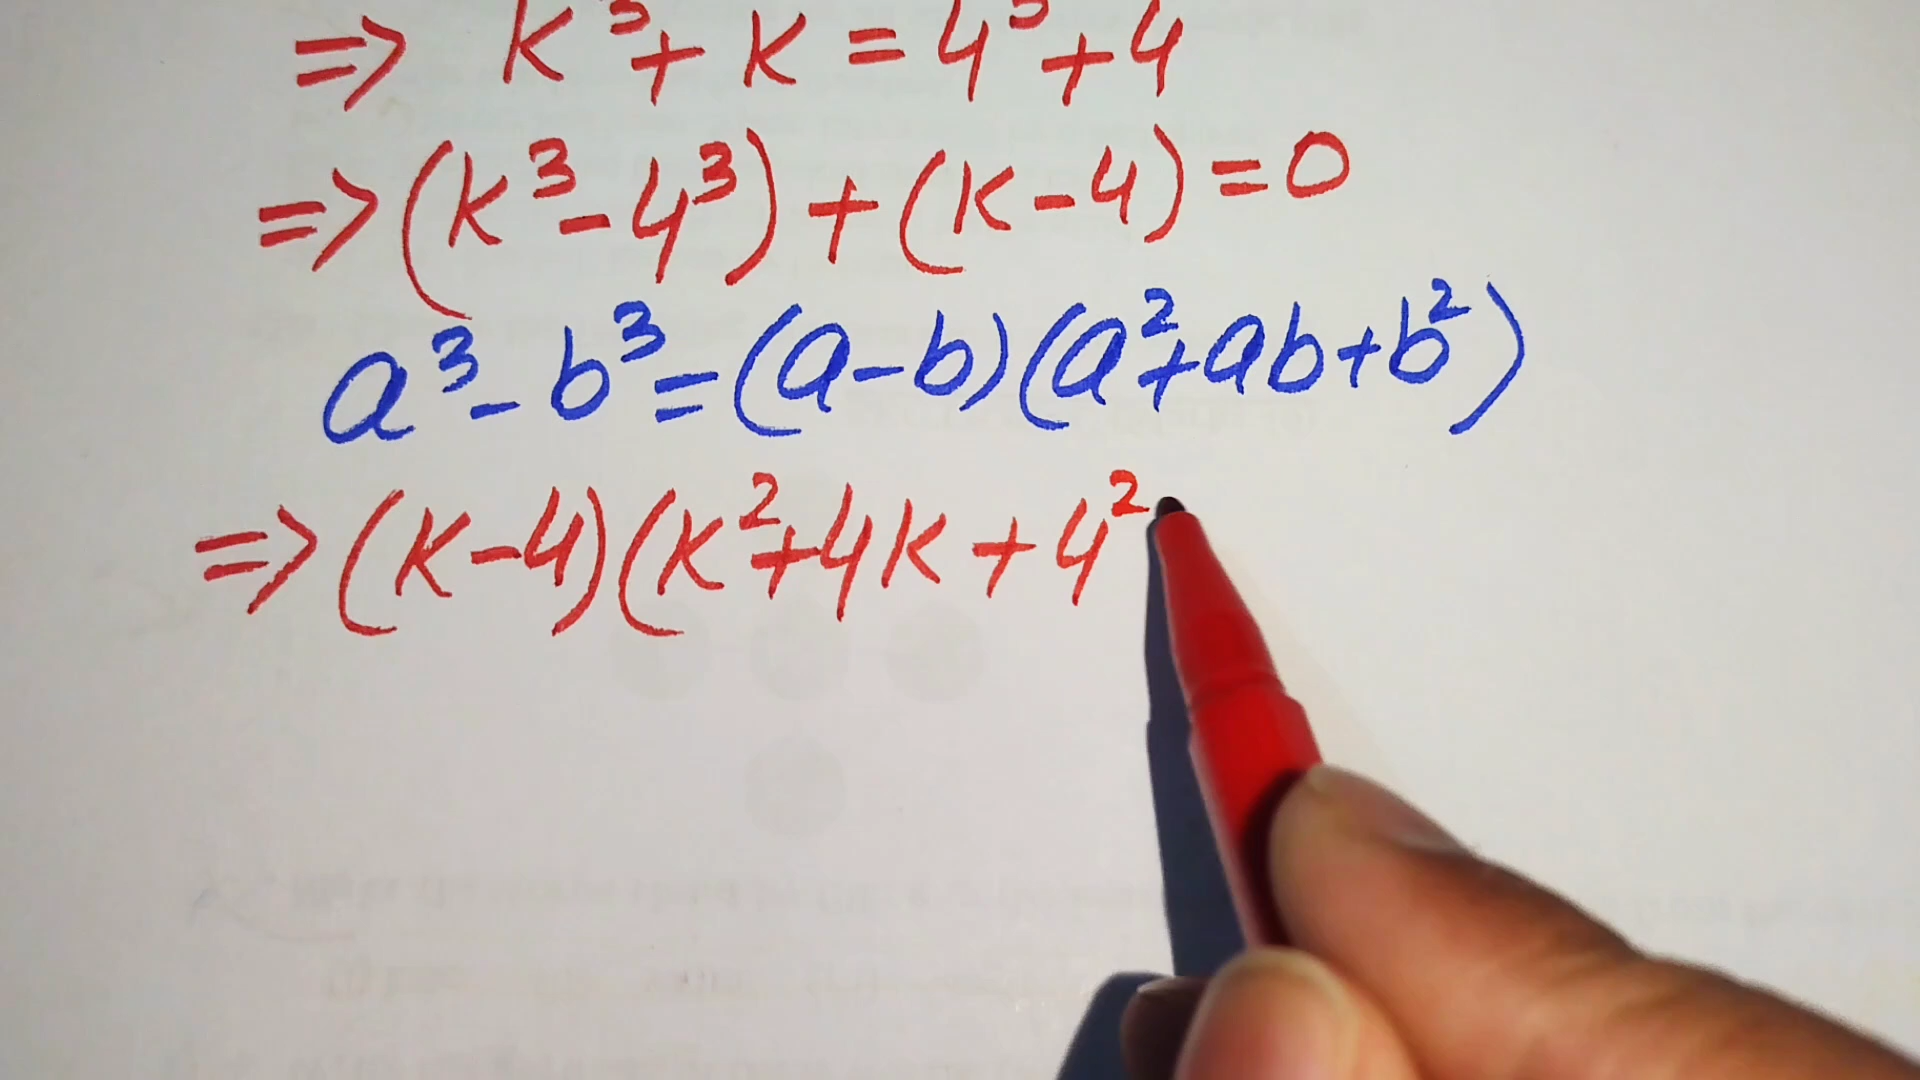 => k³ + k = 4³ + 4
=> (k³ - 4³) + (k - 4) = 0
a³ - b³ = (a - b)(a² + ab + b²)
=> (k - 4)(k² + 4k + 4²